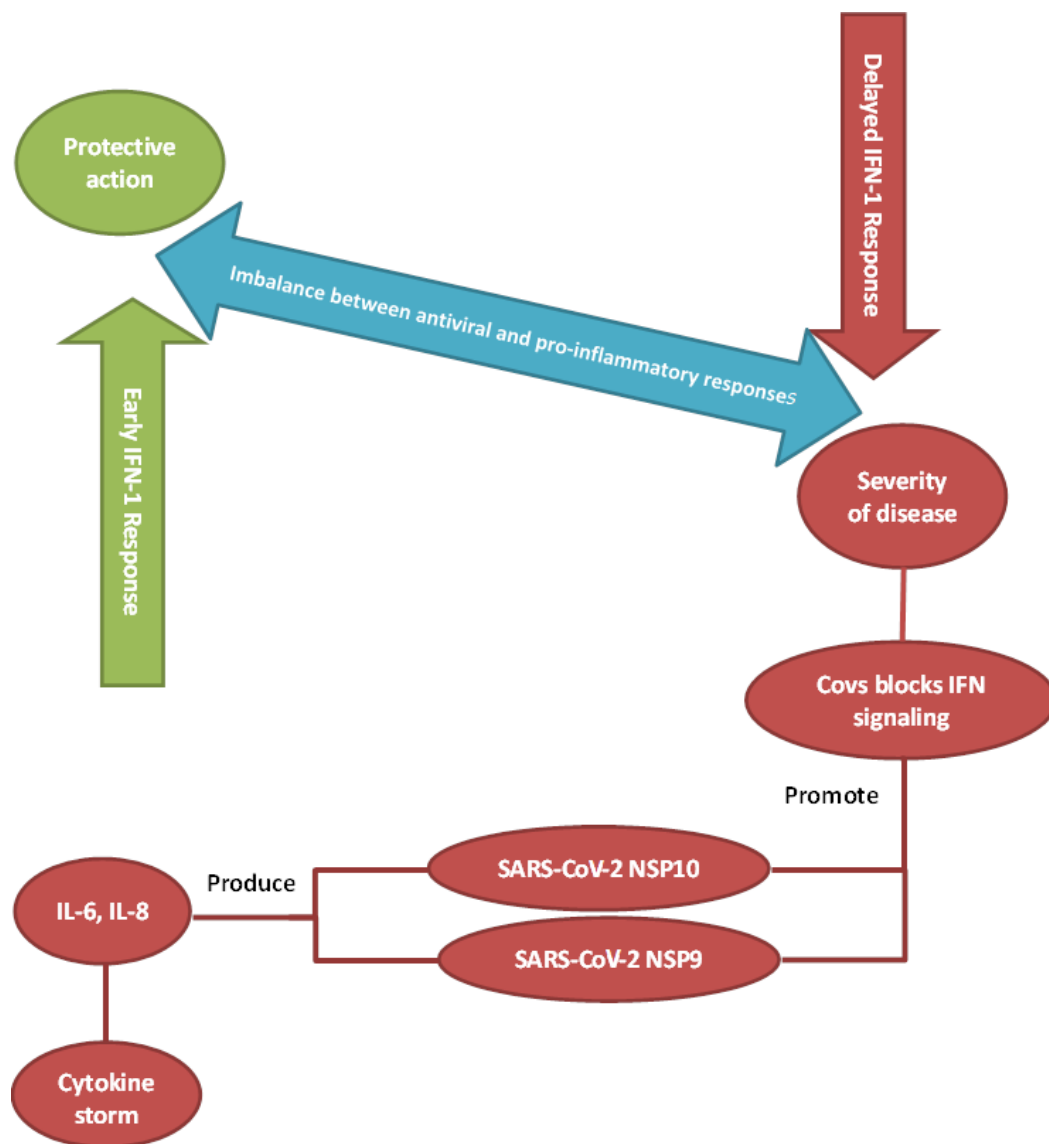 Protective
action
Delayed IFN-1 Response
Imbalance between antiviral and pro-inflammatory responses
Early IFN-1 Response
Severity
of disease
Covs blocks IFN
signaling
Promote
SARS-CoV-2 NSP10
Produce
IL-6, IL-8
SARS-CoV-2 NSP9
Cytokine
storm